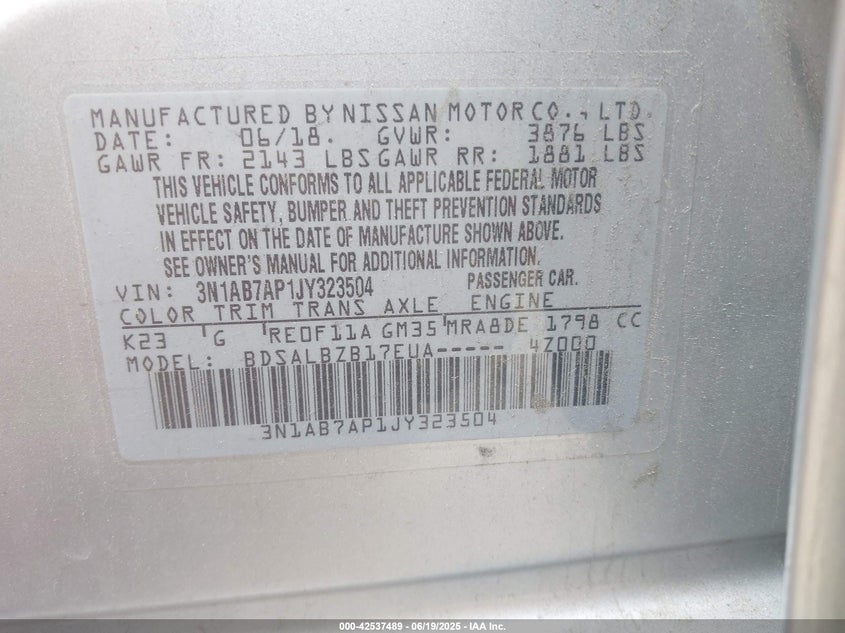 MANUFACTURED BY NISSAN MOTOR CO., LTD.
DATE: 06/18. GVWR: 3876 LBS
GAWR FR: 2143 LBS GAWR RR: 1881 LBS
THIS VEHICLE CONFORMS TO ALL APPLICABLE FEDERAL MOTOR
VEHICLE SAFETY, BUMPER AND THEFT PREVENTION STANDARDS
IN EFFECT ON THE DATE OF MANUFACTURE SHOWN ABOVE.
SEE OWNER'S MANUAL FOR ADDITIONAL INFORMATION.
VIN: 3N1AB7AP1JY323504 PASSENGER CAR.
COLOR TRIM TRANS AXLE ENGINE
K23 G RE0F11A GM35 MRA8DE 1798 CC
MODEL: BDSALBZB17EUA----- 4Z000
3N1AB7AP1JY323504
000-42537489 - 06/19/2025 - IAA Inc.